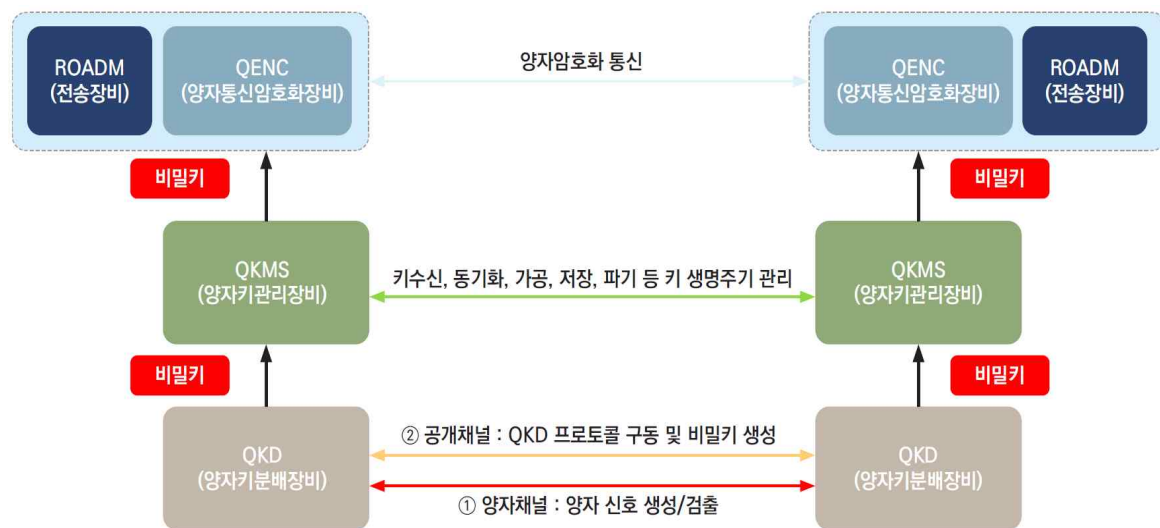 ROADM
(전송장비)
QENC
(양자통신암호화장비)
양자암호화 통신
QENC
(양자통신암호화장비)
ROADM
(전송장비)
비밀키
비밀키
QKMS
(양자키관리장비)
키수신, 동기화, 가공, 저장, 파기 등 키 생명주기 관리
QKMS
(양자키관리장비)
비밀키
비밀키
QKD
(양자키분배장비)
② 공개채널 : QKD 프로토콜 구동 및 비밀키 생성
① 양자채널 : 양자 신호 생성/검출
QKD
(양자키분배장비)